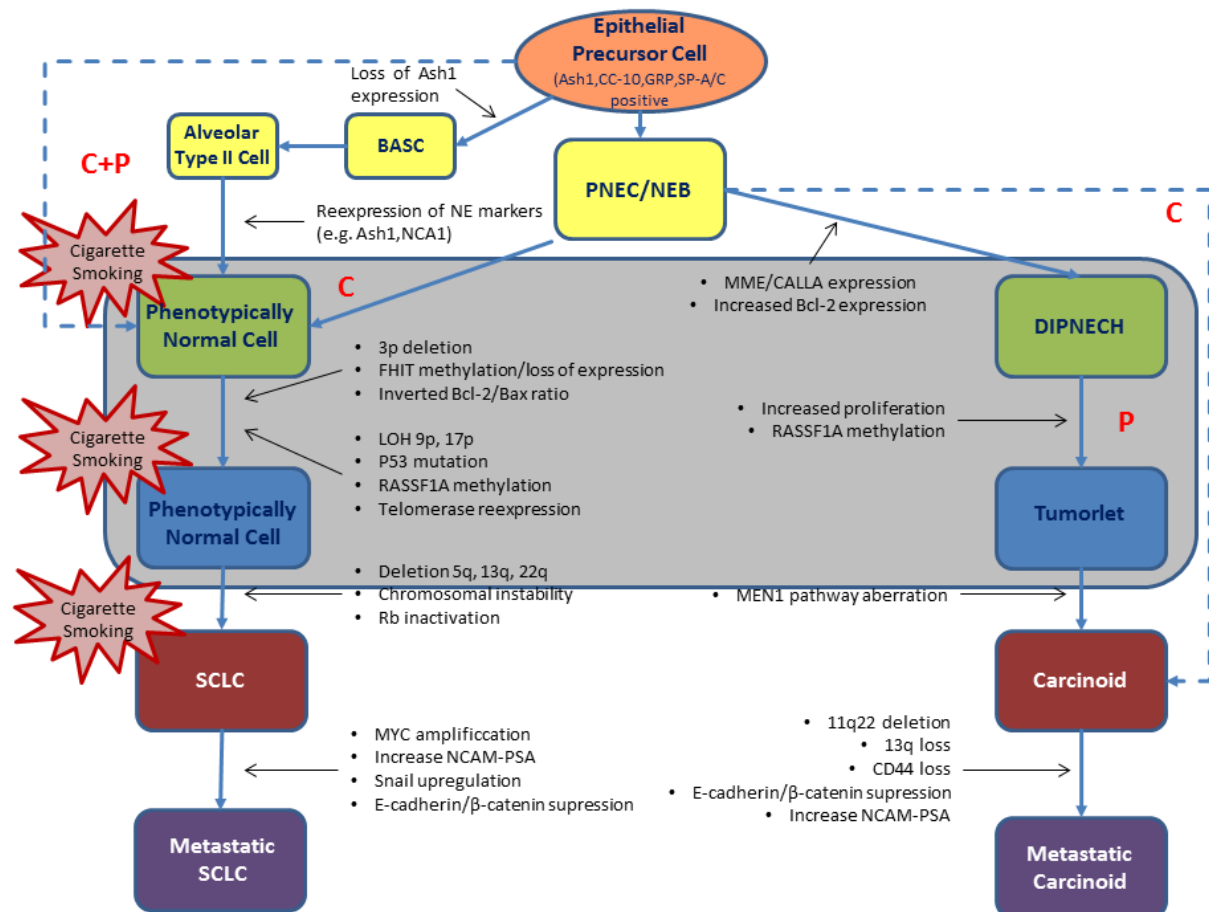 Epithelial
Precursor Cell
(Ash1,CC-10,GRP,SP-A/C
positive
Loss of Ash1
expression
Alveolar
Type II Cell
BASC
PNEC/NEB
C+P
C
Reexpression of NE markers
(e.g. Ash1,NCA1)
Cigarette
Smoking
C
• MME/CALLA expression
• Increased Bcl-2 expression
Phenotypically
Normal Cell
DIPNECH
• 3p deletion
• FHIT methylation/loss of expression
• Inverted Bcl-2/Bax ratio
Cigarette
Smoking
• Increased proliferation
• RASSF1A methylation
P
• LOH 9p, 17p
• P53 mutation
• RASSF1A methylation
• Telomerase reexpression
Phenotypically
Normal Cell
Tumorlet
• Deletion 5q, 13q, 22q
• Chromosomal instability
• Rb inactivation
• MEN1 pathway aberration
Cigarette
Smoking
SCLC
Carcinoid
• MYC amplificcation
• Increase NCAM-PSA
• Snail upregulation
• E-cadherin/β-catenin supression
• 11q22 deletion
• 13q loss
• CD44 loss
• E-cadherin/β-catenin supression
• Increase NCAM-PSA
Metastatic
SCLC
Metastatic
Carcinoid